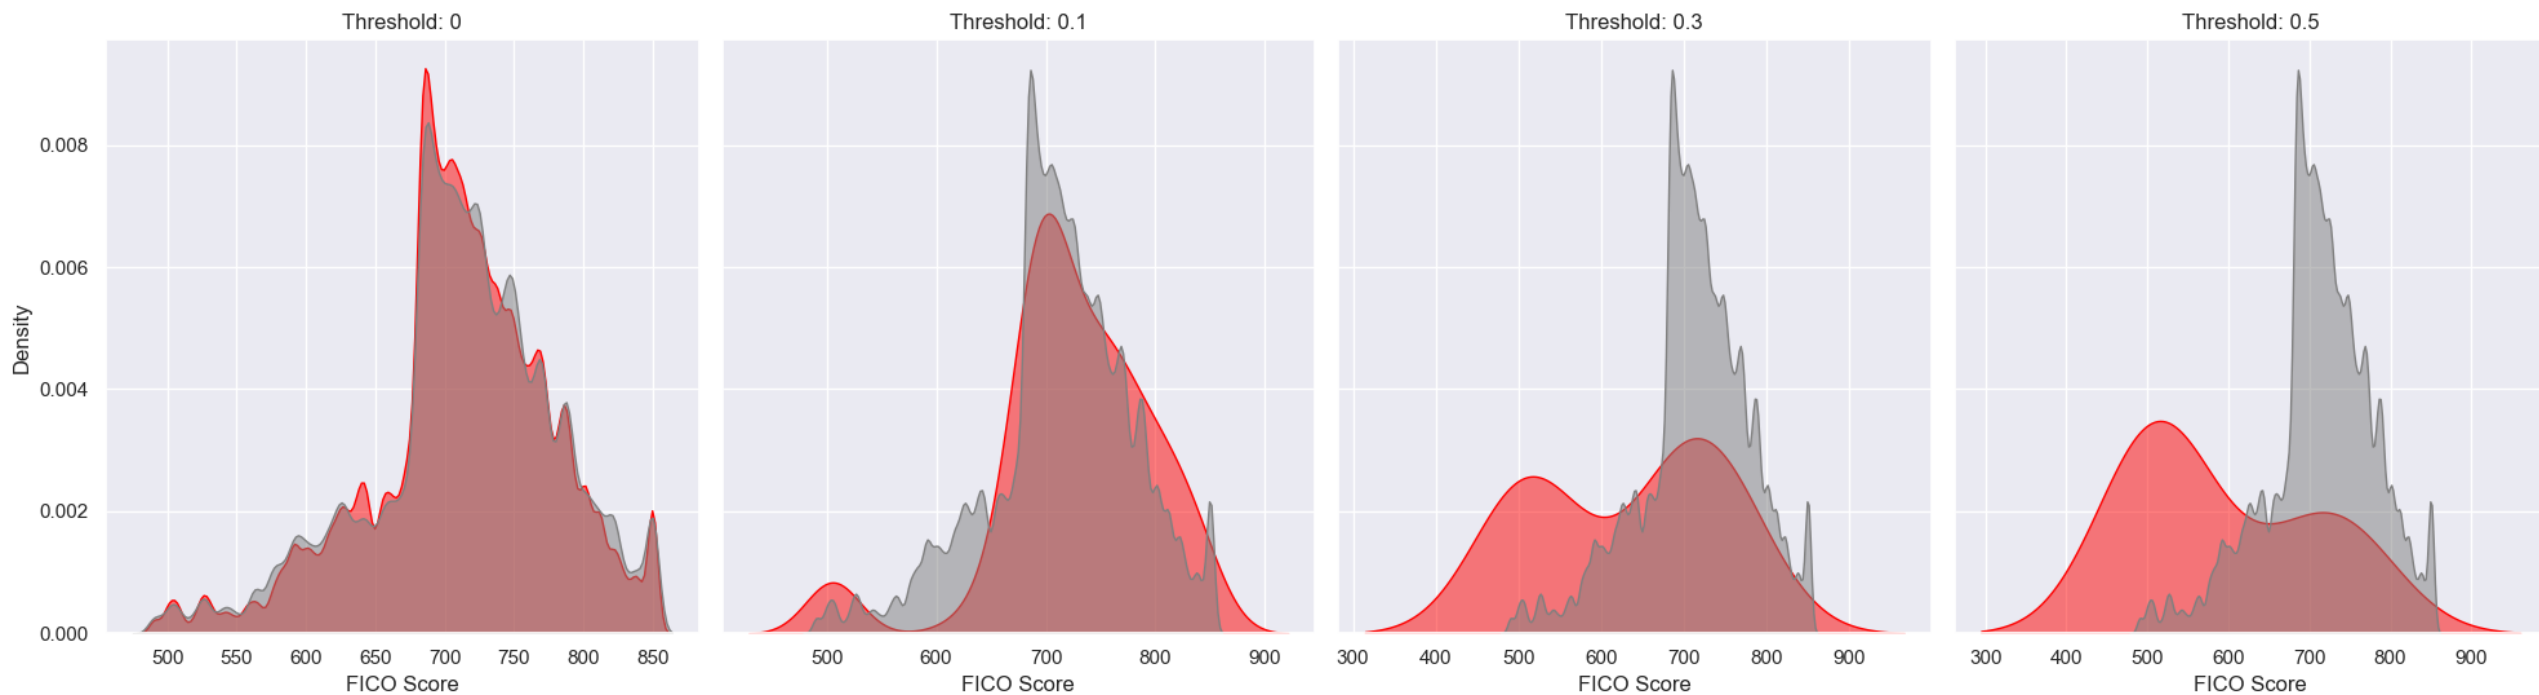 Threshold: 0
Threshold: 0.1
Threshold: 0.3
Threshold: 0.5
Density
0.008
0.006
0.004
0.002
0.000
500 550 600 650 700 750 800 850
500 600 700 800 900
300 400 500 600 700 800 900
300 400 500 600 700 800 900
FICO Score
FICO Score
FICO Score
FICO Score